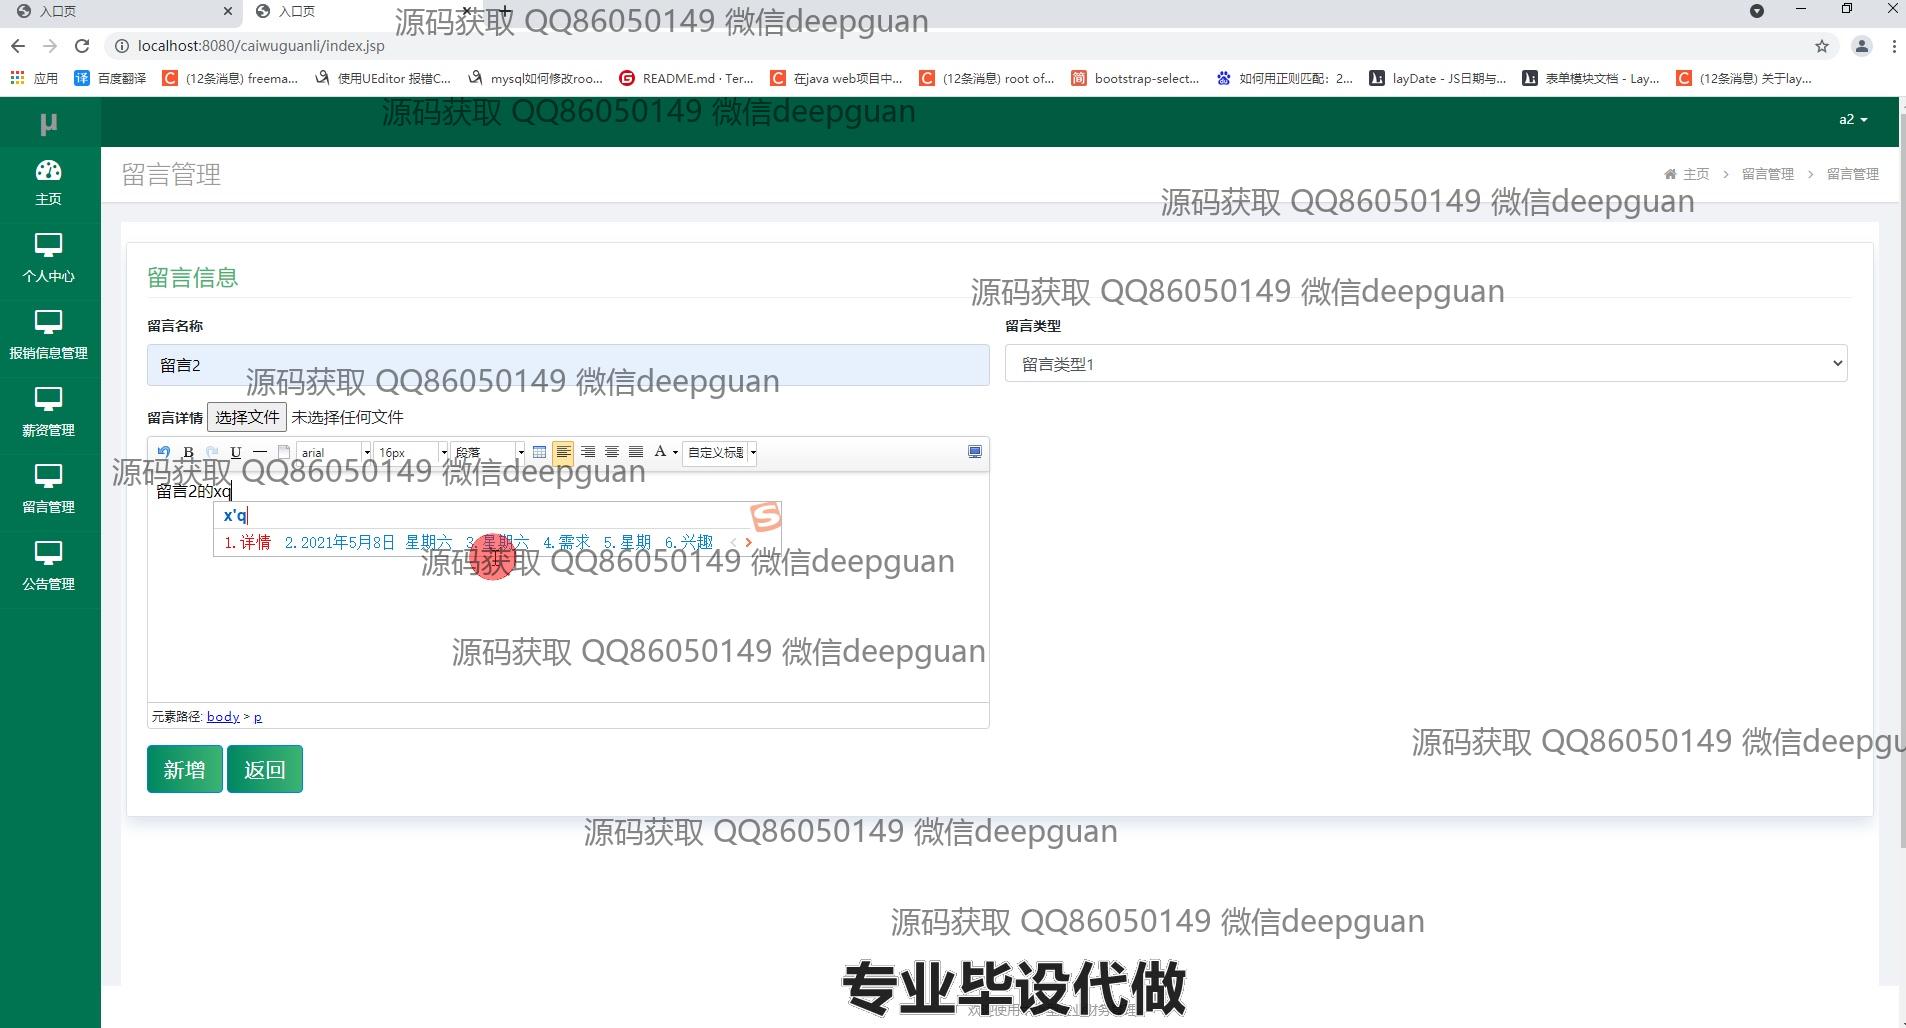 入口页
入口页
源码获取 QQ86050149 微信deepguan
localhost:8080/caiwuguanli/index.jsp
应用 百度翻译 (12条消息) freema... 使用UEditor 报错C... mysql如何修改roo... README.md · Ter... 在java web项目中... (12条消息) root of... bootstrap-select... 如何用正则匹配：2... layDate - JS日期与... 表单模块文档 - Lay... (12条消息) 关于lay...
源码获取 QQ86050149 微信deepguan
μ
a2
主页
个人中心
报销信息管理
薪资管理
留言管理
公告管理
留言管理
主页 > 留言管理 > 留言管理
源码获取 QQ86050149 微信deepguan
留言信息
源码获取 QQ86050149 微信deepguan
留言名称
留言类型
留言2
留言类型1
源码获取 QQ86050149 微信deepguan
留言详情 选择文件 未选择任何文件
B U arial 16px 段落 A 自定义标题
源码获取 QQ86050149 微信deepguan
留言2的xq
x'q
1.详情 2.2021年5月8日 星期六 3.星期六 4.需求 5.星期 6.兴趣
源码获取 QQ86050149 微信deepguan
源码获取 QQ86050149 微信deepguan
元素路径: body > p
源码获取 QQ86050149 微信deepgu
新增 返回
源码获取 QQ86050149 微信deepguan
源码获取 QQ86050149 微信deepguan
专业毕设代做